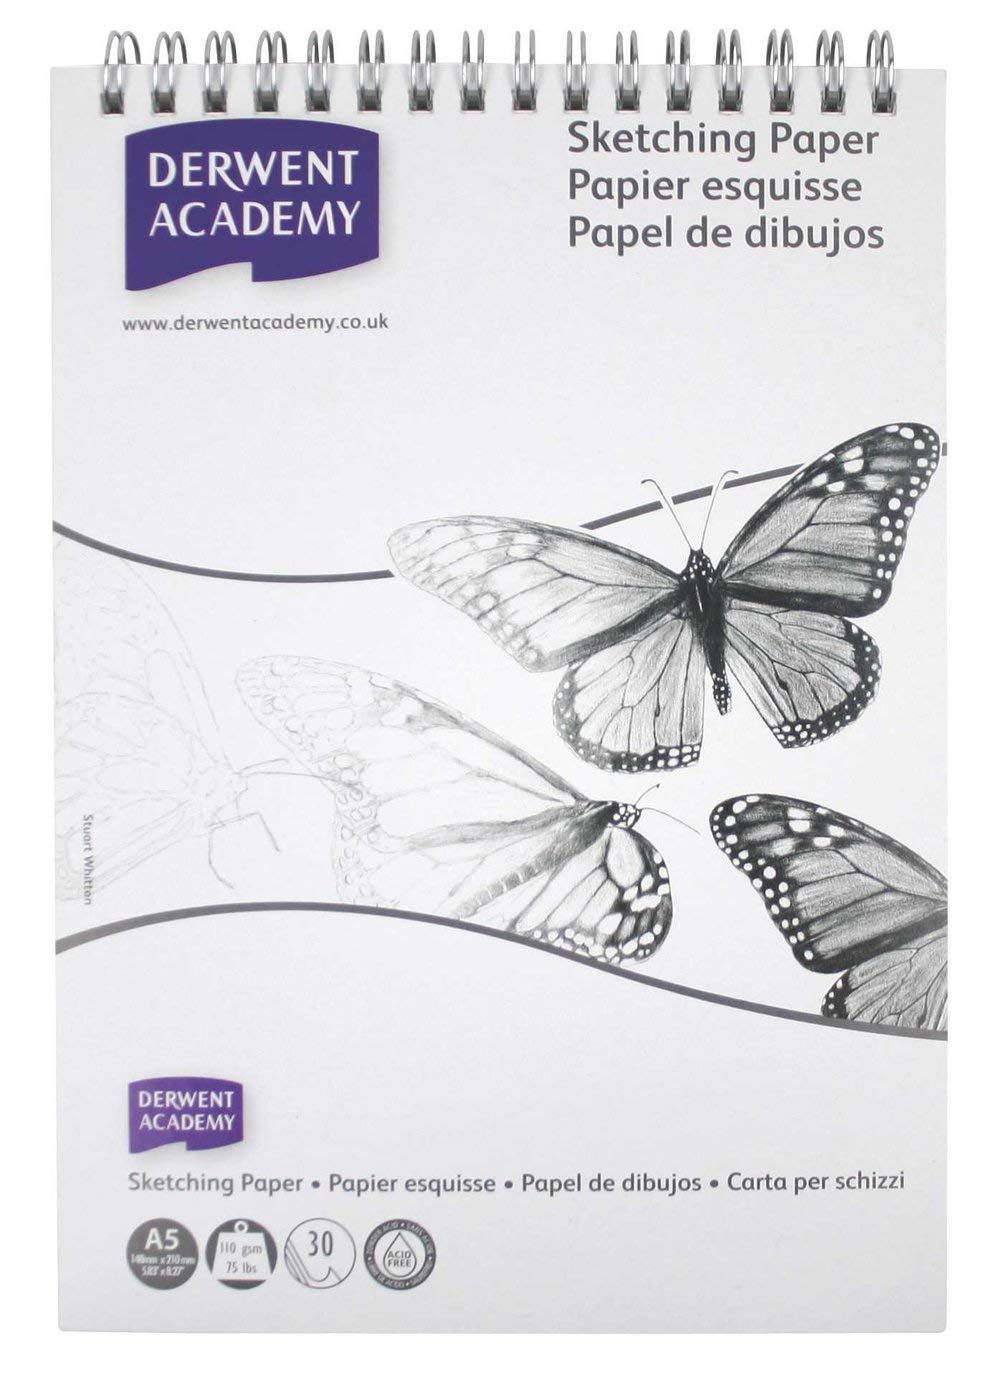 DERWENT
ACADEMY
www.derwentacademy.co.uk
Sketching Paper
Papier esquisse
Papel de dibujos
Stuart Whitton
DERWENT
ACADEMY
Sketching Paper • Papier esquisse • Papel de dibujos • Carta per schizzi
A5
148mm x 210mm
5.83" x 8.27"
110 gsm
75 lbs
30
ACID
FREE